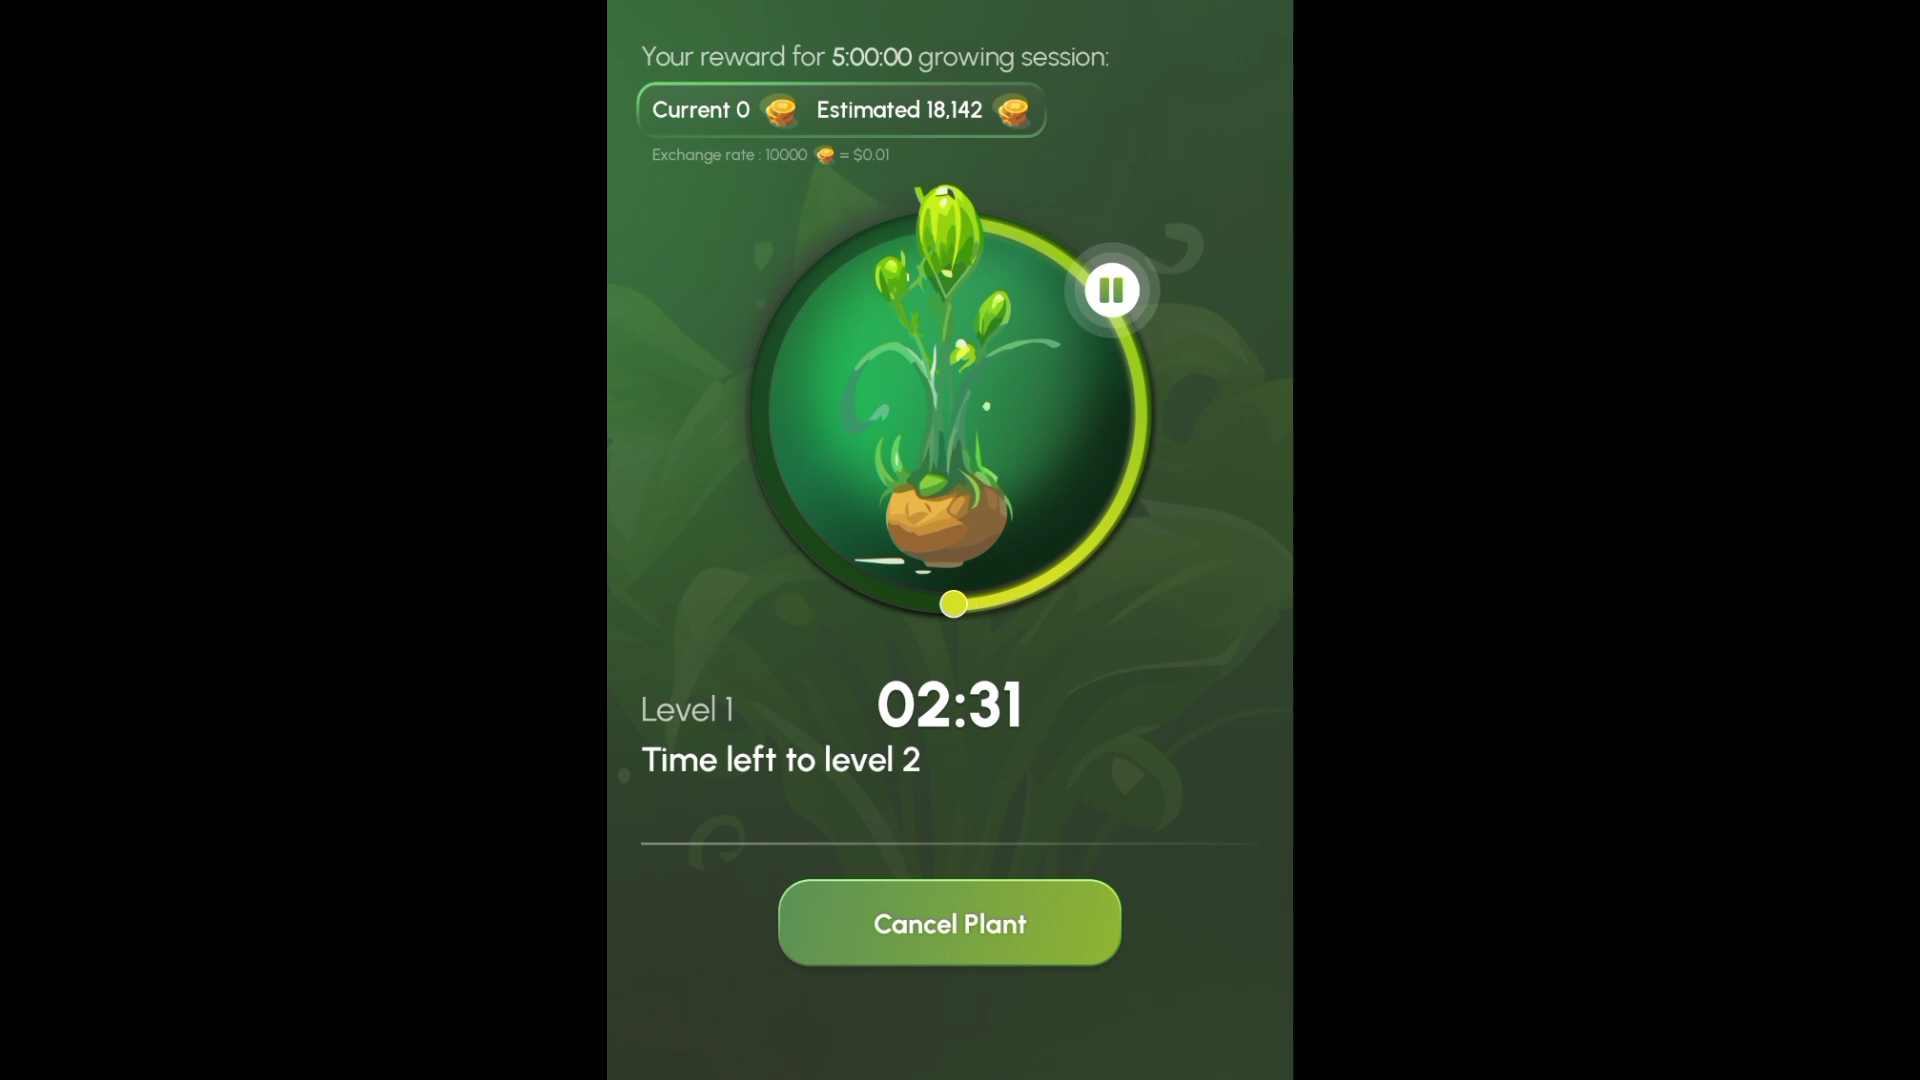 Your reward for 5:00:00 growing session:
Current 0 Estimated 18,142
Exchange rate : 10000 = $0.01
Level 1 02:31
Time left to level 2
Cancel Plant